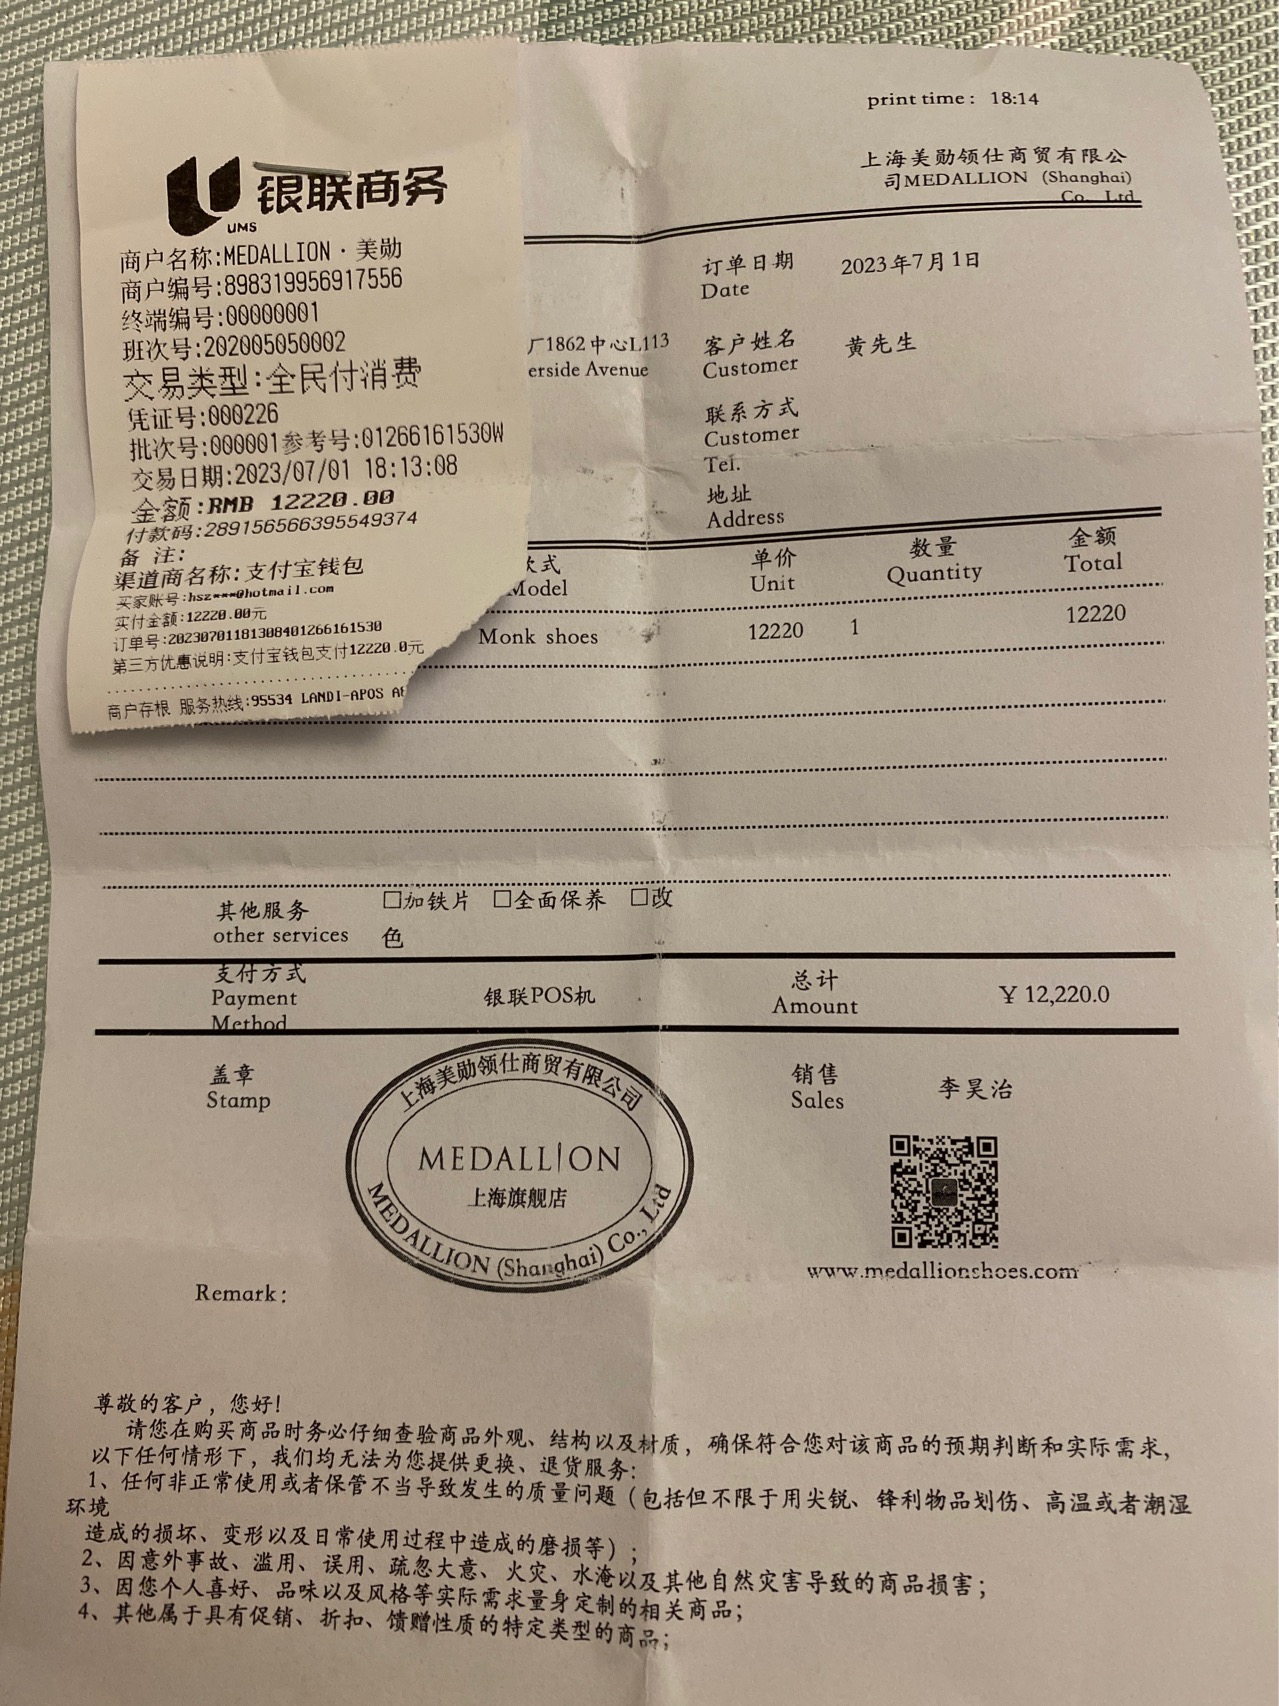 银联商务
UMS
商户名称:MEDALLION·美勋
商户编号:898319956917556
终端编号:00000001
班次号:202005050002
交易类型:全民付消费
凭证号:000226
批次号:000001参考号:01266161530W
交易日期:2023/07/01 18:13:08
金额:RMB 12220.00
付款码:289156566395549374
备 注:
渠道商名称:支付宝钱包
买家账号:hsz***@hotmail.com
实付金额:12220.00元
订单号:20230701181308401266161530
第三方优惠说明:支付宝钱包支付12220.0元
商户存根 服务热线:95534 LANDI-APOS
print time: 18:14
上海美勋领仕商贸有限公
司MEDALLION (Shanghai)
Co., Ltd
厂1862中心L113
erside Avenue
订单日期 2023年7月1日
Date
客户姓名 黄先生
Customer
联系方式
Customer
Tel.
地址
Address
式 单价 数量 金额
Model Unit Quantity Total
Monk shoes 12220 1 12220
其他服务 □加铁片 □全面保养 □改
other services 色
支付方式 总计
Payment 银联POS机 Amount ¥ 12,220.0
Method
盖章 销售 李昊治
Stamp Sales
上海美勋领仕商贸有限公司
MEDALLION
上海旗舰店
MEDALLION (Shanghai) Co., Ltd
www.medallionshoes.com
Remark:
尊敬的客户，您好!
请您在购买商品时务必仔细查验商品外观、结构以及材质，确保符合您对该商品的预期判断和实际需求，
以下任何情形下，我们均无法为您提供更换、退货服务:
1、任何非正常使用或者保管不当导致发生的质量问题（包括但不限于用尖锐、锋利物品划伤、高温或者潮湿
环境
造成的损坏、变形以及日常使用过程中造成的磨损等）;
2、因意外事故、滥用、误用、疏忽大意、火灾、水淹以及其他自然灾害导致的商品损害;
3、因您个人喜好、品味以及风格等实际需求量身定制的相关商品;
4、其他属于具有促销、折扣、馈赠性质的特定类型的商品;